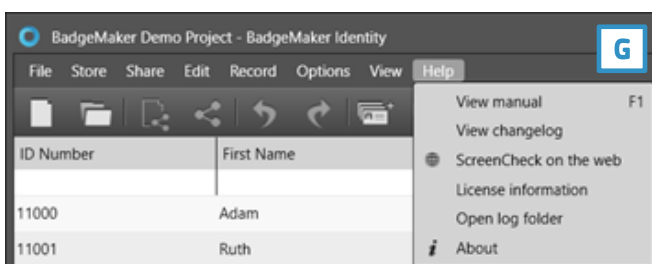 BadgeMaker Demo Project - BadgeMaker Identity
G
File Store Share Edit Record Options View Help
View manual F1
View changelog
ScreenCheck on the web
License information
Open log folder
About
ID Number First Name
11000 Adam
11001 Ruth